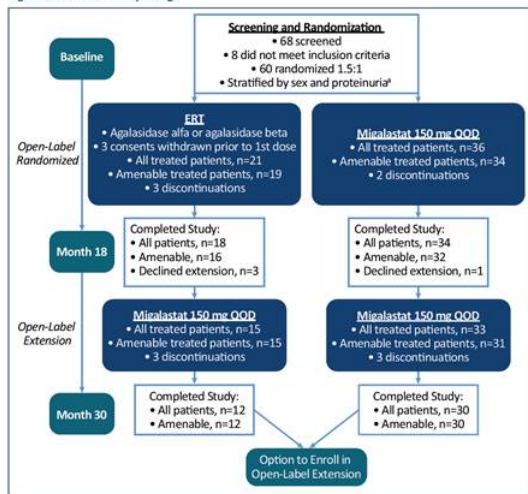 Screening and Randomization
• 68 screened
• 8 did not meet inclusion criteria
• 60 randomized 1.5:1
• Stratified by sex and proteinuriaª
Baseline
Open-Label
Randomized
ERT
• Agalasidase alfa or agalasidase beta
• 3 consents withdrawn prior to 1st dose
• All treated patients, n=21
• Amenable treated patients, n=19
• 3 discontinuations
Migalastat 150 mg QOD
• All treated patients, n=36
• Amenable treated patients, n=34
• 2 discontinuations
Month 18
Completed Study:
• All patients, n=18
• Amenable, n=16
• Declined extension, n=3
Completed Study:
• All patients, n=34
• Amenable, n=32
• Declined extension, n=1
Open-Label
Extension
Migalastat 150 mg QOD
• All treated patients, n=15
• Amenable treated patients, n=15
• 3 discontinuations
Migalastat 150 mg QOD
• All treated patients, n=33
• Amenable treated patients, n=31
• 3 discontinuations
Month 30
Completed Study:
• All patients, n=12
• Amenable, n=12
Completed Study:
• All patients, n=30
• Amenable, n=30
Option to Enroll in
Open-Label Extension